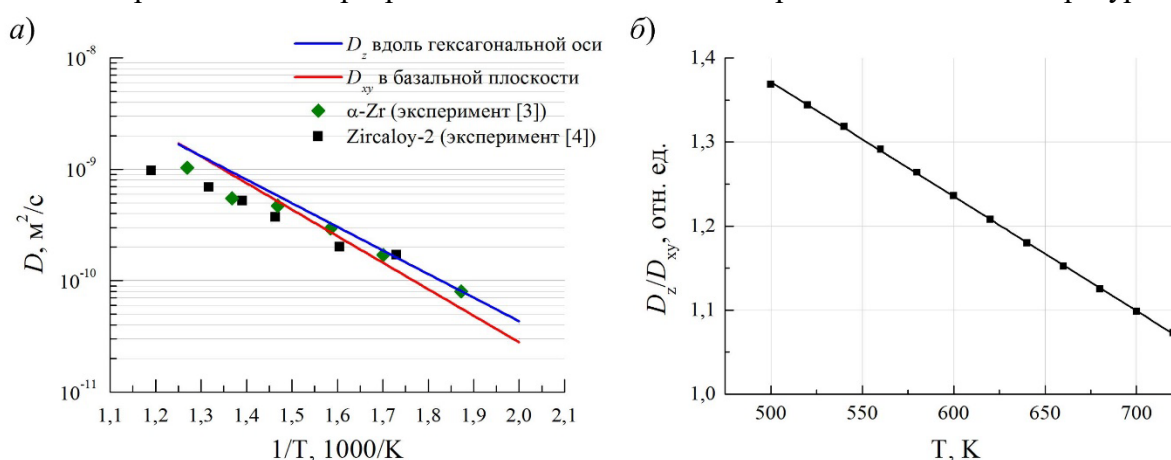 а)
D_z вдоль гексагональной оси
D_xy в базальной плоскости
α-Zr (эксперимент [3])
Zircaloy-2 (эксперимент [4])
10^-8
10^-9
10^-10
10^-11
D, м^2/с
1,1 1,2 1,3 1,4 1,5 1,6 1,7 1,8 1,9 2,0 2,1
1/T, 1000/K
б)
1,4
1,3
1,2
1,1
1,0
D_z/D_xy, отн. ед.
500 550 600 650 700
T, K